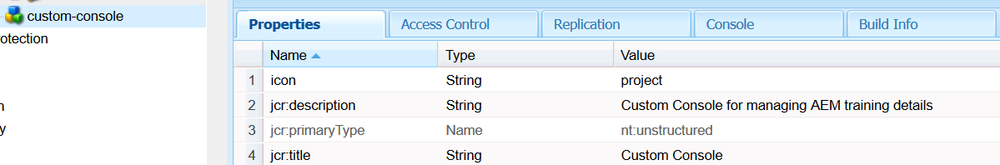 custom-console
otection
n
y
Properties Access Control Replication Console Build Info
Name Type Value
1 icon String project
2 jcr:description String Custom Console for managing AEM training details
3 jcr:primaryType Name nt:unstructured
4 jcr:title String Custom Console